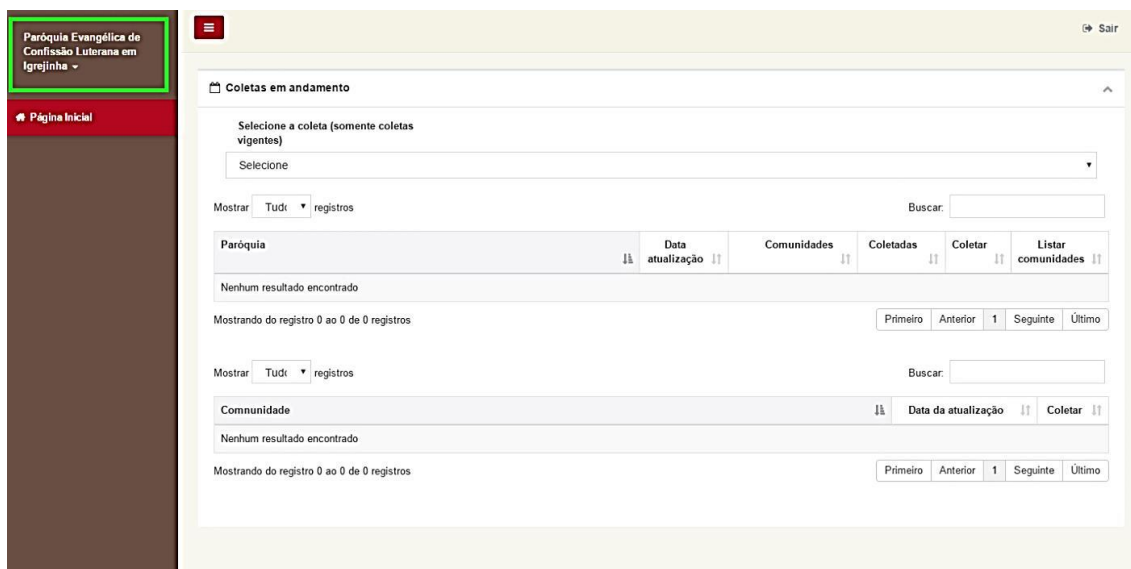 Paróquia Evangélica de
Confissão Luterana em
Igrejinha
Sair
Página Inicial
Coletas em andamento
Selecione a coleta (somente coletas
vigentes)
Selecione
Mostrar Tudo registros Buscar:
Paróquia Data atualização Comunidades Coletadas Coletar Listar comunidades
Nenhum resultado encontrado
Mostrando do registro 0 ao 0 de 0 registros Primeiro Anterior 1 Seguinte Último
Mostrar Tudo registros Buscar:
Comnunidade Data da atualização Coletar
Nenhum resultado encontrado
Mostrando do registro 0 ao 0 de 0 registros Primeiro Anterior 1 Seguinte Último